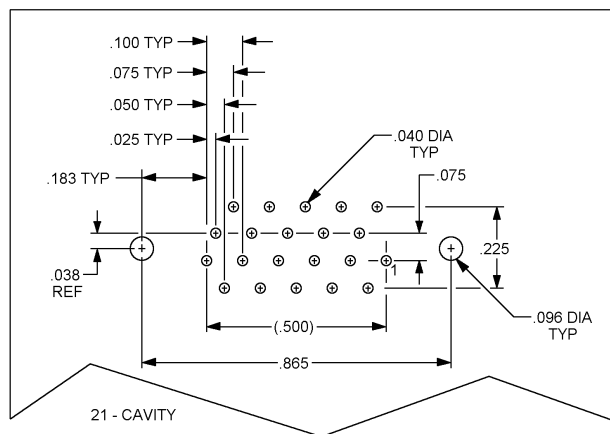 .100 TYP
.075 TYP
.050 TYP
.025 TYP
.040 DIA
TYP
.183 TYP
.075
.038
REF
.225
1
(.500)
.096 DIA
TYP
.865
21 - CAVITY